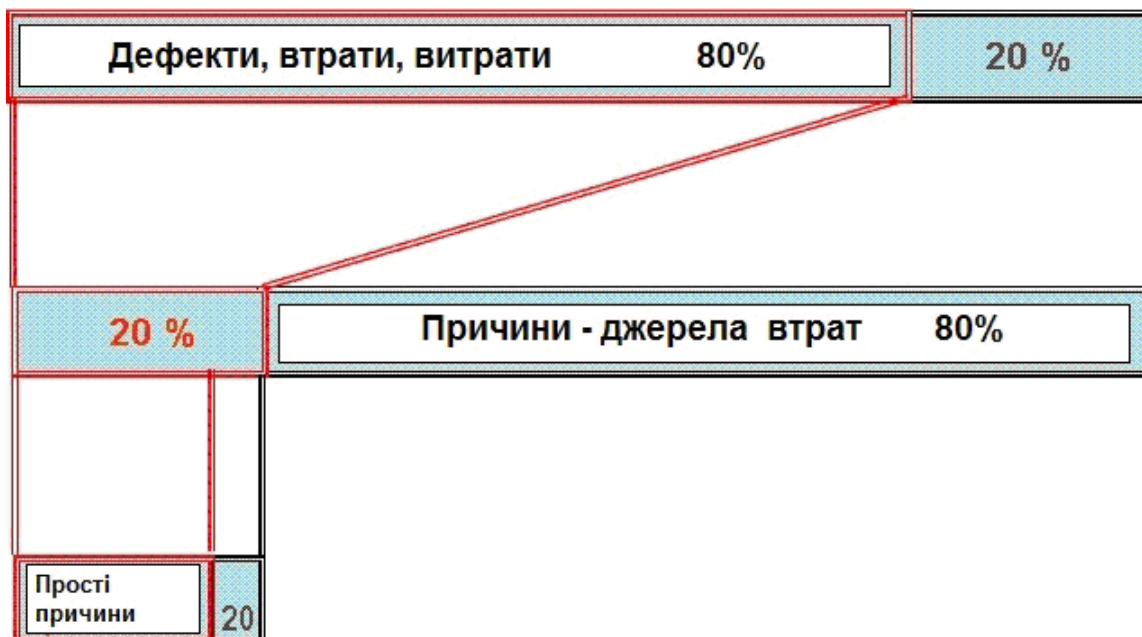 Дефекти, втрати, витрати 80% 20 %
20 % Причини - джерела втрат 80%
Прості
причини 20